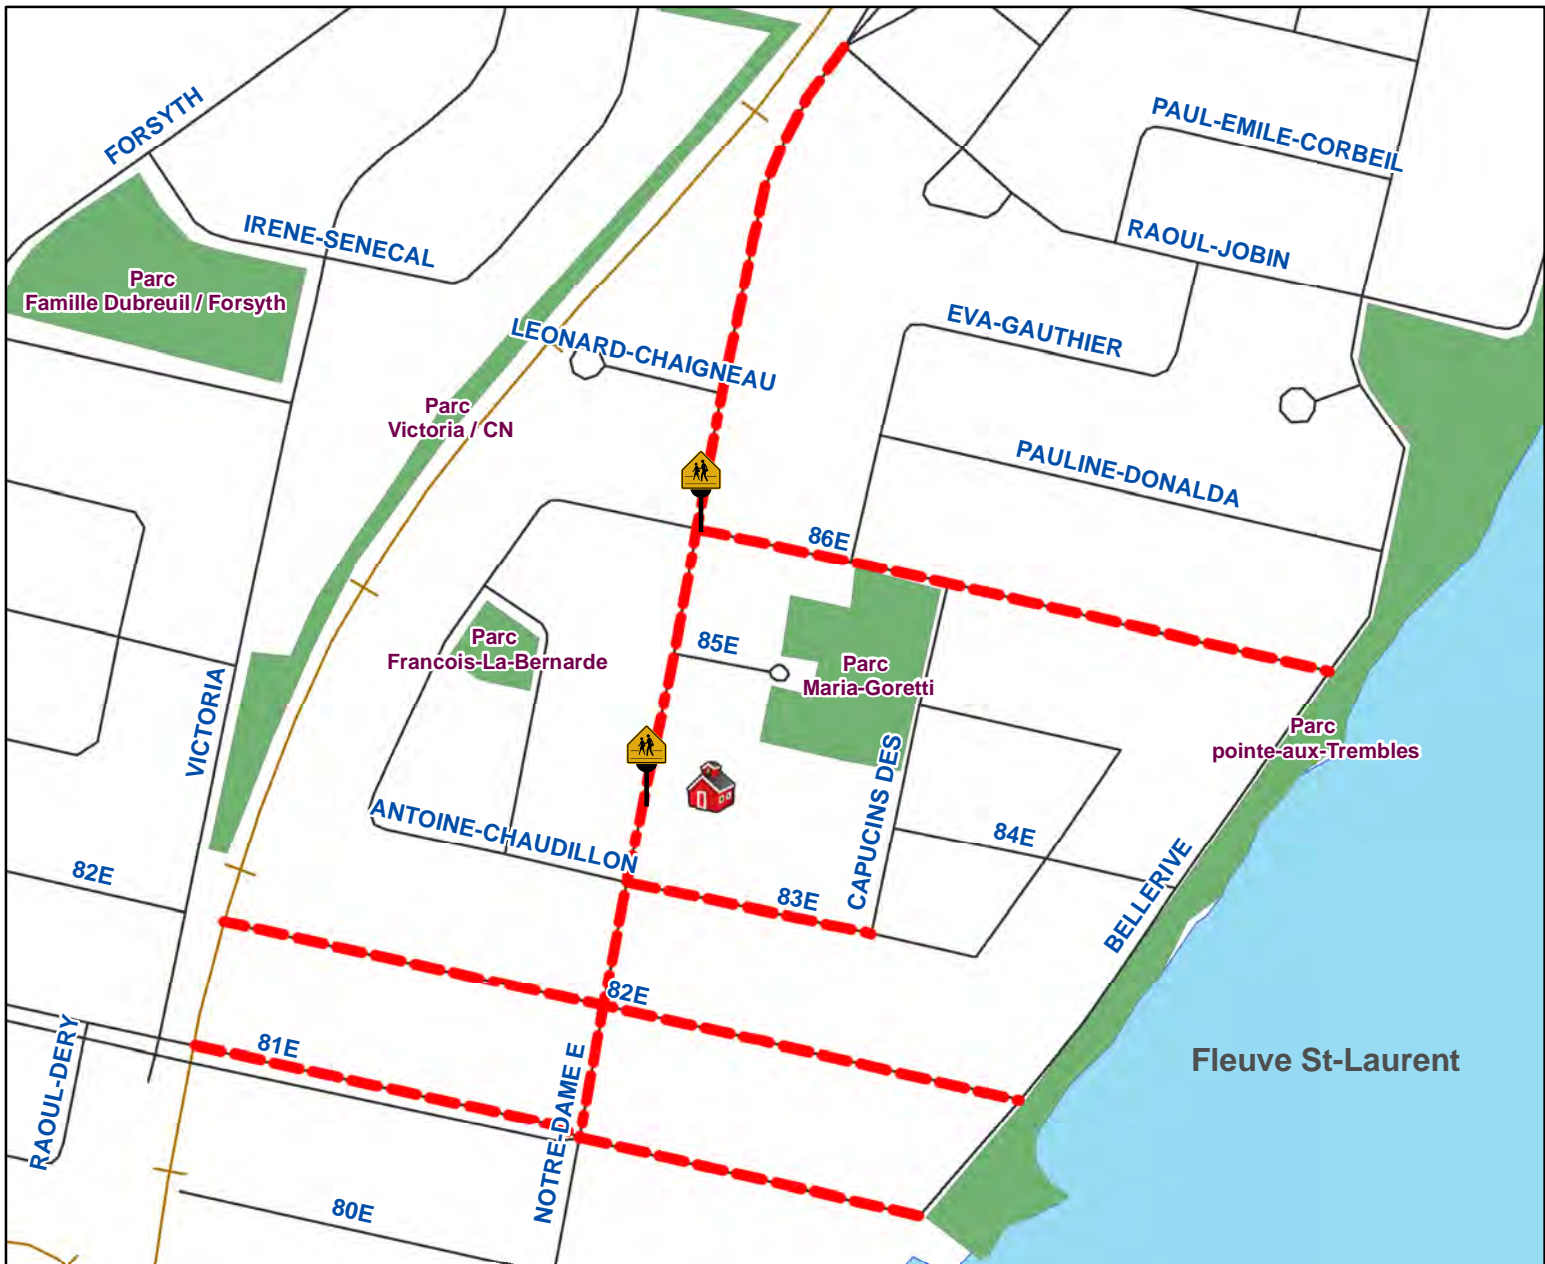 FORSYTH
PAUL-EMILE-CORBEIL
IRENE-SENECAL
RAOUL-JOBIN
Parc
Famille Dubreuil / Forsyth
LEONARD-CHAIGNEAU
EVA-GAUTHIER
Parc
Victoria / CN
PAULINE-DONALDA
86E
Parc
Francois-La-Bernarde
85E
Parc
Maria-Goretti
VICTORIA
Parc
pointe-aux-Trembles
CAPUCINS DES
ANTOINE-CHAUDILLON
84E
82E
83E
BELLERIVE
82E
81E
RAOUL-DERY
NOTRE-DAME E
Fleuve St-Laurent
80E